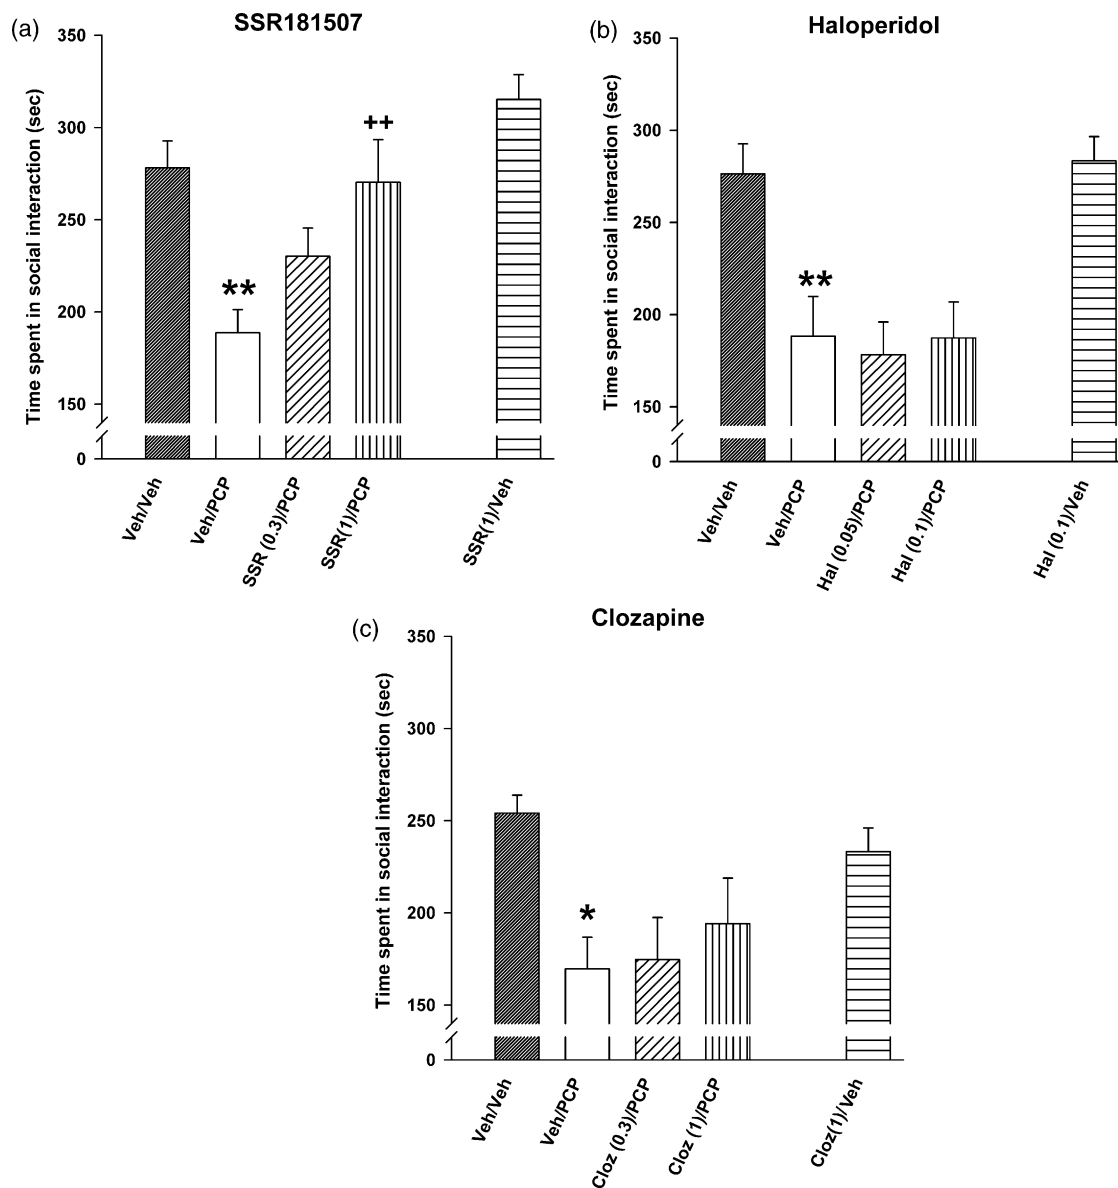 (a)
SSR181507
Time spent in social interaction (sec)
350
300
250
200
150
0
**
++
Veh/Veh
Veh/PCP
SSR (0.3)/PCP
SSR(1)/PCP
SSR(1)/Veh
(b)
Haloperidol
Time spent in social interaction (sec)
350
300
250
200
150
0
**
Veh/Veh
Veh/PCP
Hal (0.05)/PCP
Hal (0.1)/PCP
Hal (0.1)/Veh
(c)
Clozapine
Time spent in social interaction (sec)
350
300
250
200
150
0
*
Veh/Veh
Veh/PCP
Cloz (0.3)/PCP
Cloz (1)/PCP
Cloz(1)/Veh